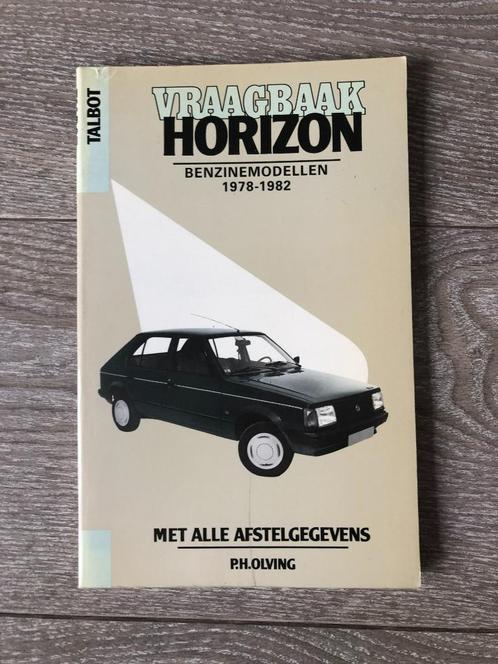 TALBOT
VRAAGBAAK
HORIZON
BENZINEMODELLEN
1978-1982
MET ALLE AFSTELGEGEVENS
P.H.OLVING